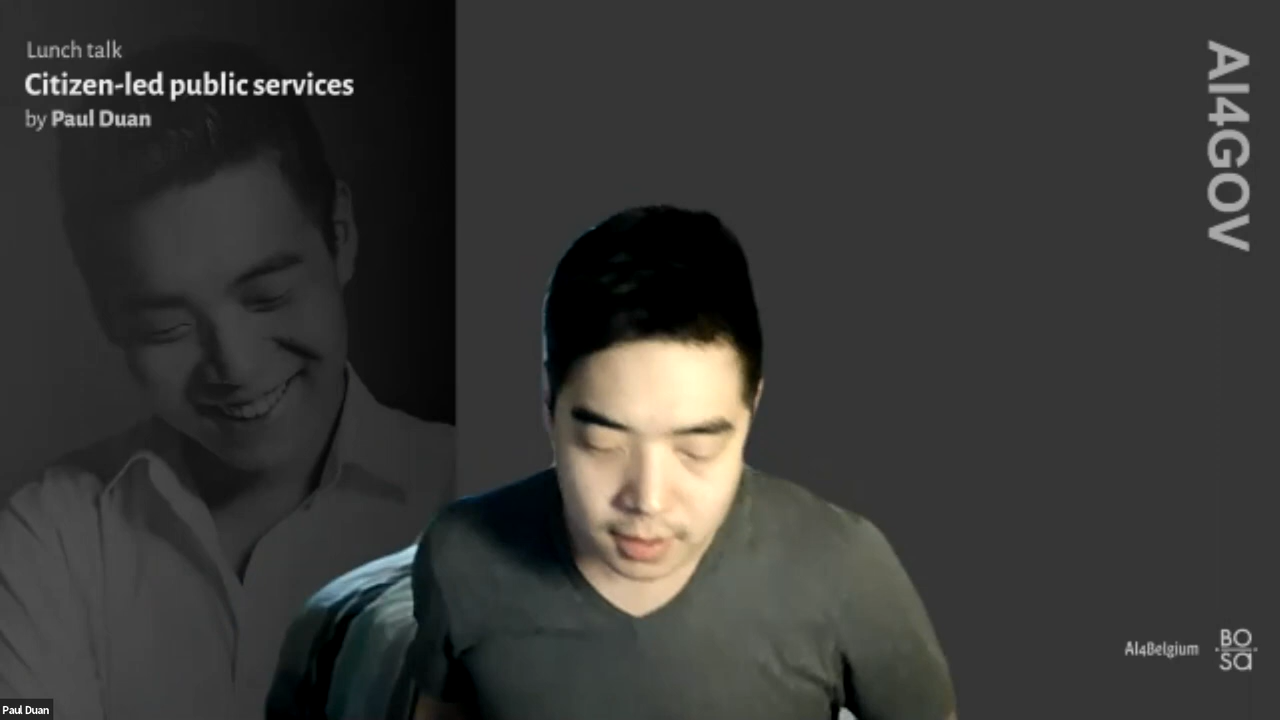 Lunch talk
Citizen-led public services
by Paul Duan
AI4GOV
AI4Belgium
BO
sa
Paul Duan